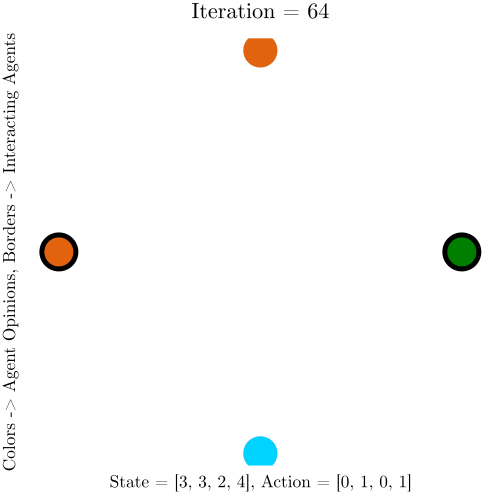 Iteration = 64
Colors -> Agent Opinions, Borders -> Interacting Agents
State = [3, 3, 2, 4], Action = [0, 1, 0, 1]